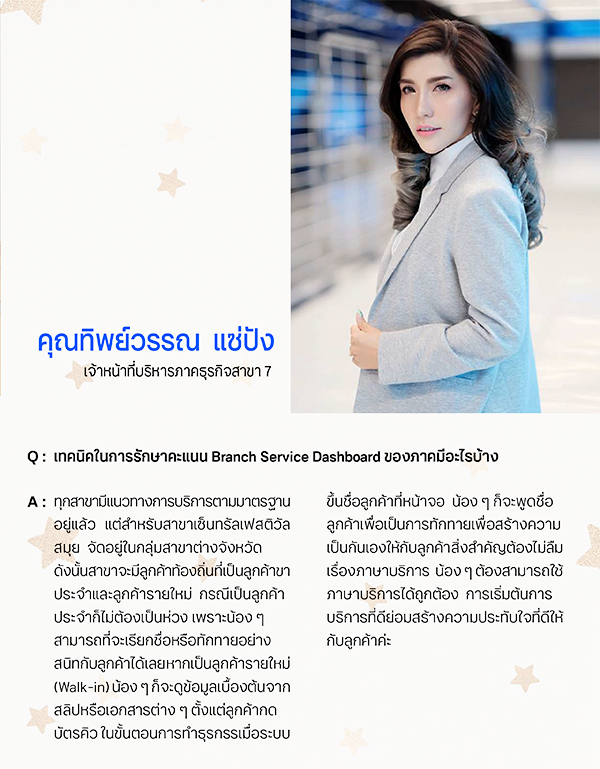 คุณทิพย์วรรณ แซ่ปัง
เจ้าหน้าที่บริหารภาคธุรกิจสาขา 7
Q : เทคนิคในการรักษาคะแนน Branch Service Dashboard ของภาคมีอะไรบ้าง
A : ทุกสาขามีแนวทางการบริการตามมาตรฐาน
อยู่แล้ว แต่สำหรับสาขาเซ็นทรัลเฟสติวัล
สมุย จัดอยู่ในกลุ่มสาขาต่างจังหวัด
ดังนั้นสาขาจะมีลูกค้าท้องถิ่นที่เป็นลูกค้าขา
ประจำและลูกค้ารายใหม่ กรณีเป็นลูกค้า
ประจำก็ไม่ต้องเป็นห่วง เพราะน้อง ๆ
สามารถที่จะเรียกชื่อหรือทักทายอย่าง
สนิทกับลูกค้าได้เลยหากเป็นลูกค้ารายใหม่
(Walk-in) น้อง ๆ ก็จะดูข้อมูลเบื้องต้นจาก
สลิปหรือเอกสารต่าง ๆ ตั้งแต่ลูกค้ากด
บัตรคิว ในขั้นตอนการทำธุรกรรเมื่อระบบ
ขึ้นชื่อลูกค้าที่หน้าจอ น้อง ๆ ก็จะพูดชื่อ
ลูกค้าเพื่อเป็นการทักทายเพื่อสร้างความ
เป็นกันเองให้กับลูกค้าสิ่งสำคัญต้องไม่ลืม
เรื่องภาษาบริการ น้อง ๆ ต้องสามารถใช้
ภาษาบริการได้ถูกต้อง การเริ่มต้นการ
บริการที่ดีย่อมสร้างความประทับใจที่ดีให้
กับลูกค้าค่ะ